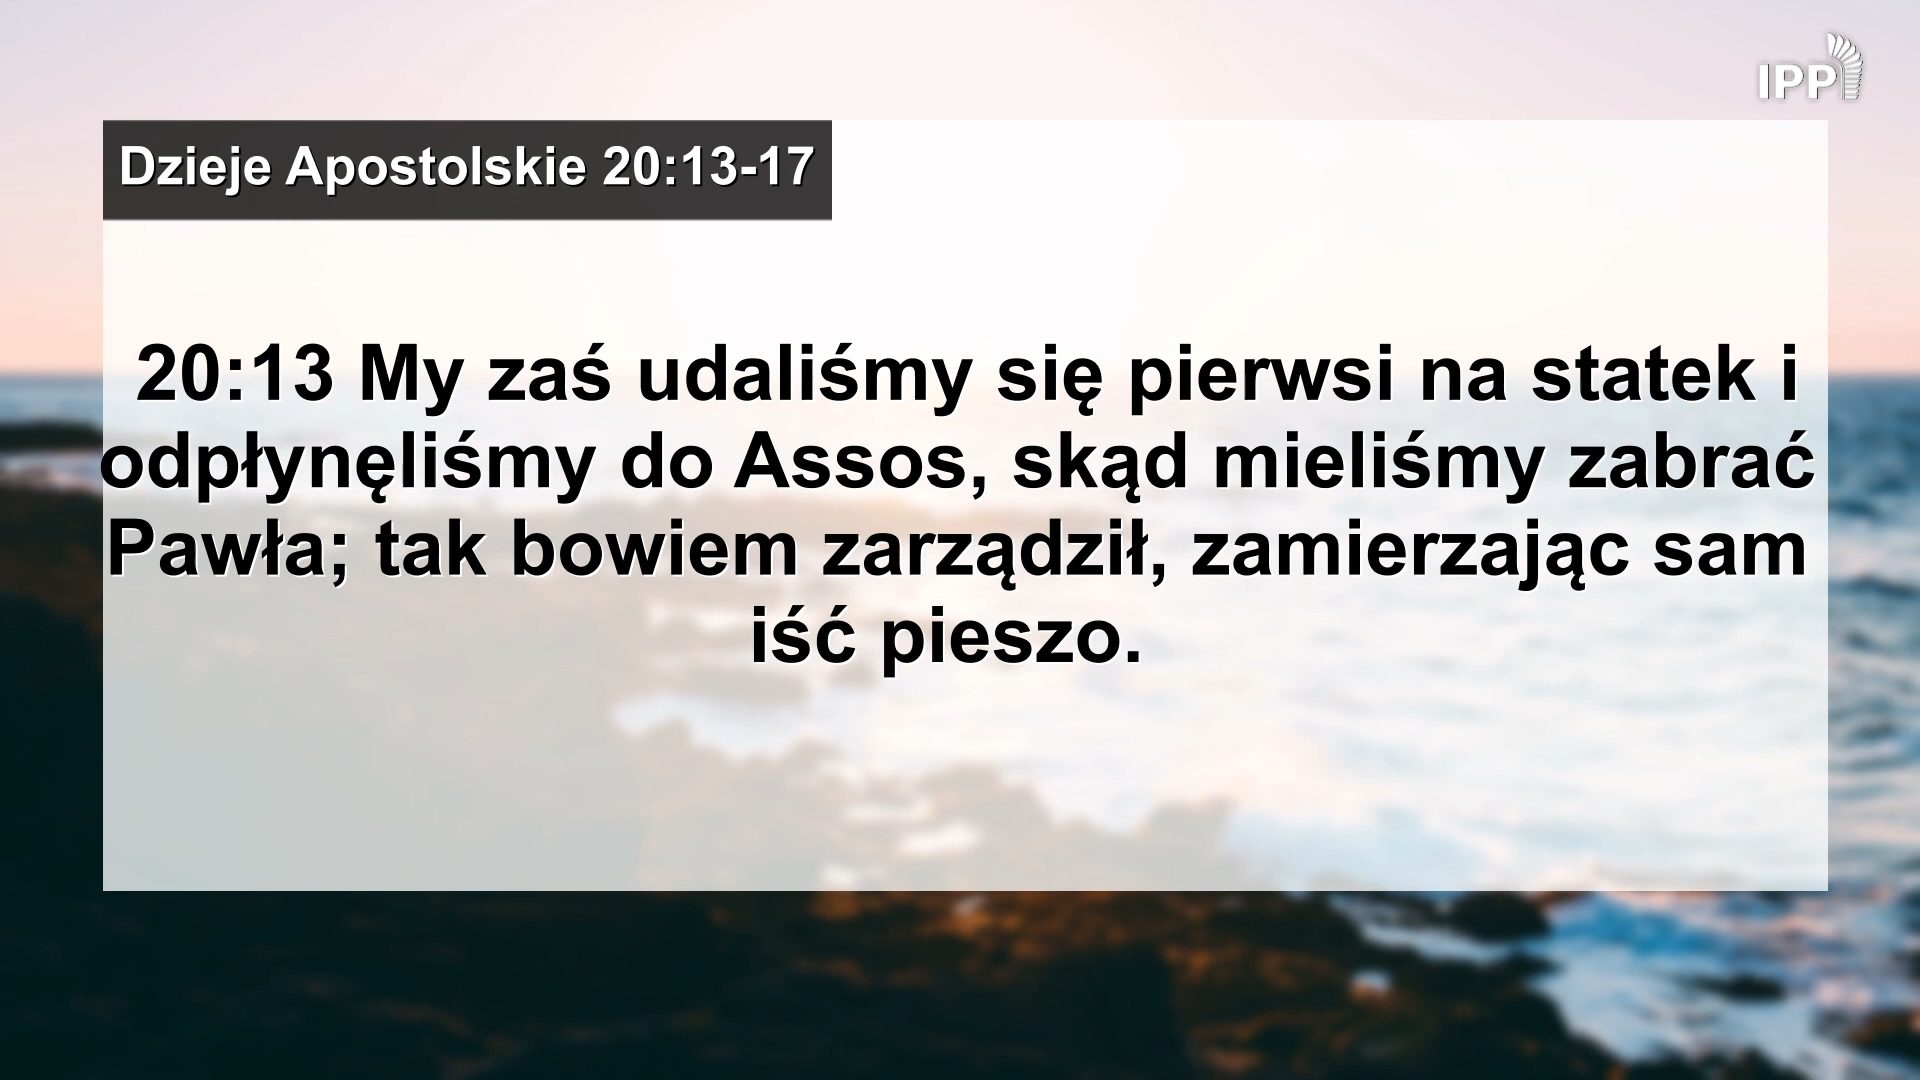 IPP
Dzieje Apostolskie 20:13-17
20:13 My zaś udaliśmy się pierwsi na statek i
odpłynęliśmy do Assos, skąd mieliśmy zabrać
Pawła; tak bowiem zarządził, zamierzając sam
iść pieszo.